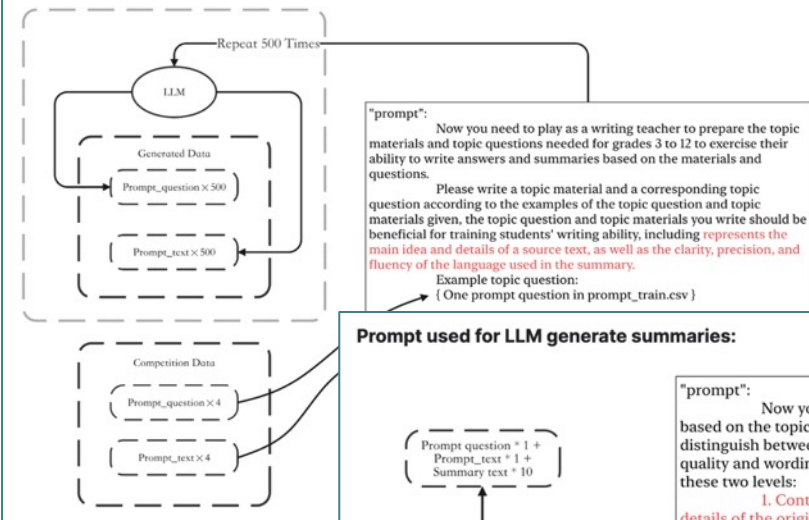 Repeat 500 Times
LLM
Generated Data
Prompt_question×500
Prompt_text×500
"prompt":
Now you need to play as a writing teacher to prepare the topic
materials and topic questions needed for grades 3 to 12 to exercise their
ability to write answers and summaries based on the materials and
questions.
Please write a topic material and a corresponding topic
question according to the examples of the topic question and topic
materials given, the topic question and topic materials you write should be
beneficial for training students' writing ability, including represents the
main idea and details of a source text, as well as the clarity, precision, and
fluency of the language used in the summary.
Example topic question:
{ One prompt question in prompt_train.csv }
Competition Data
Prompt_question×4
Prompt_text×4
Prompt used for LLM generate summaries:
Prompt question * 1 +
Prompt_text * 1 +
Summary text * 10
"prompt":
Now yo
based on the topic
distinguish betwee
quality and wordin
these two levels:
1. Cont
details of the origi